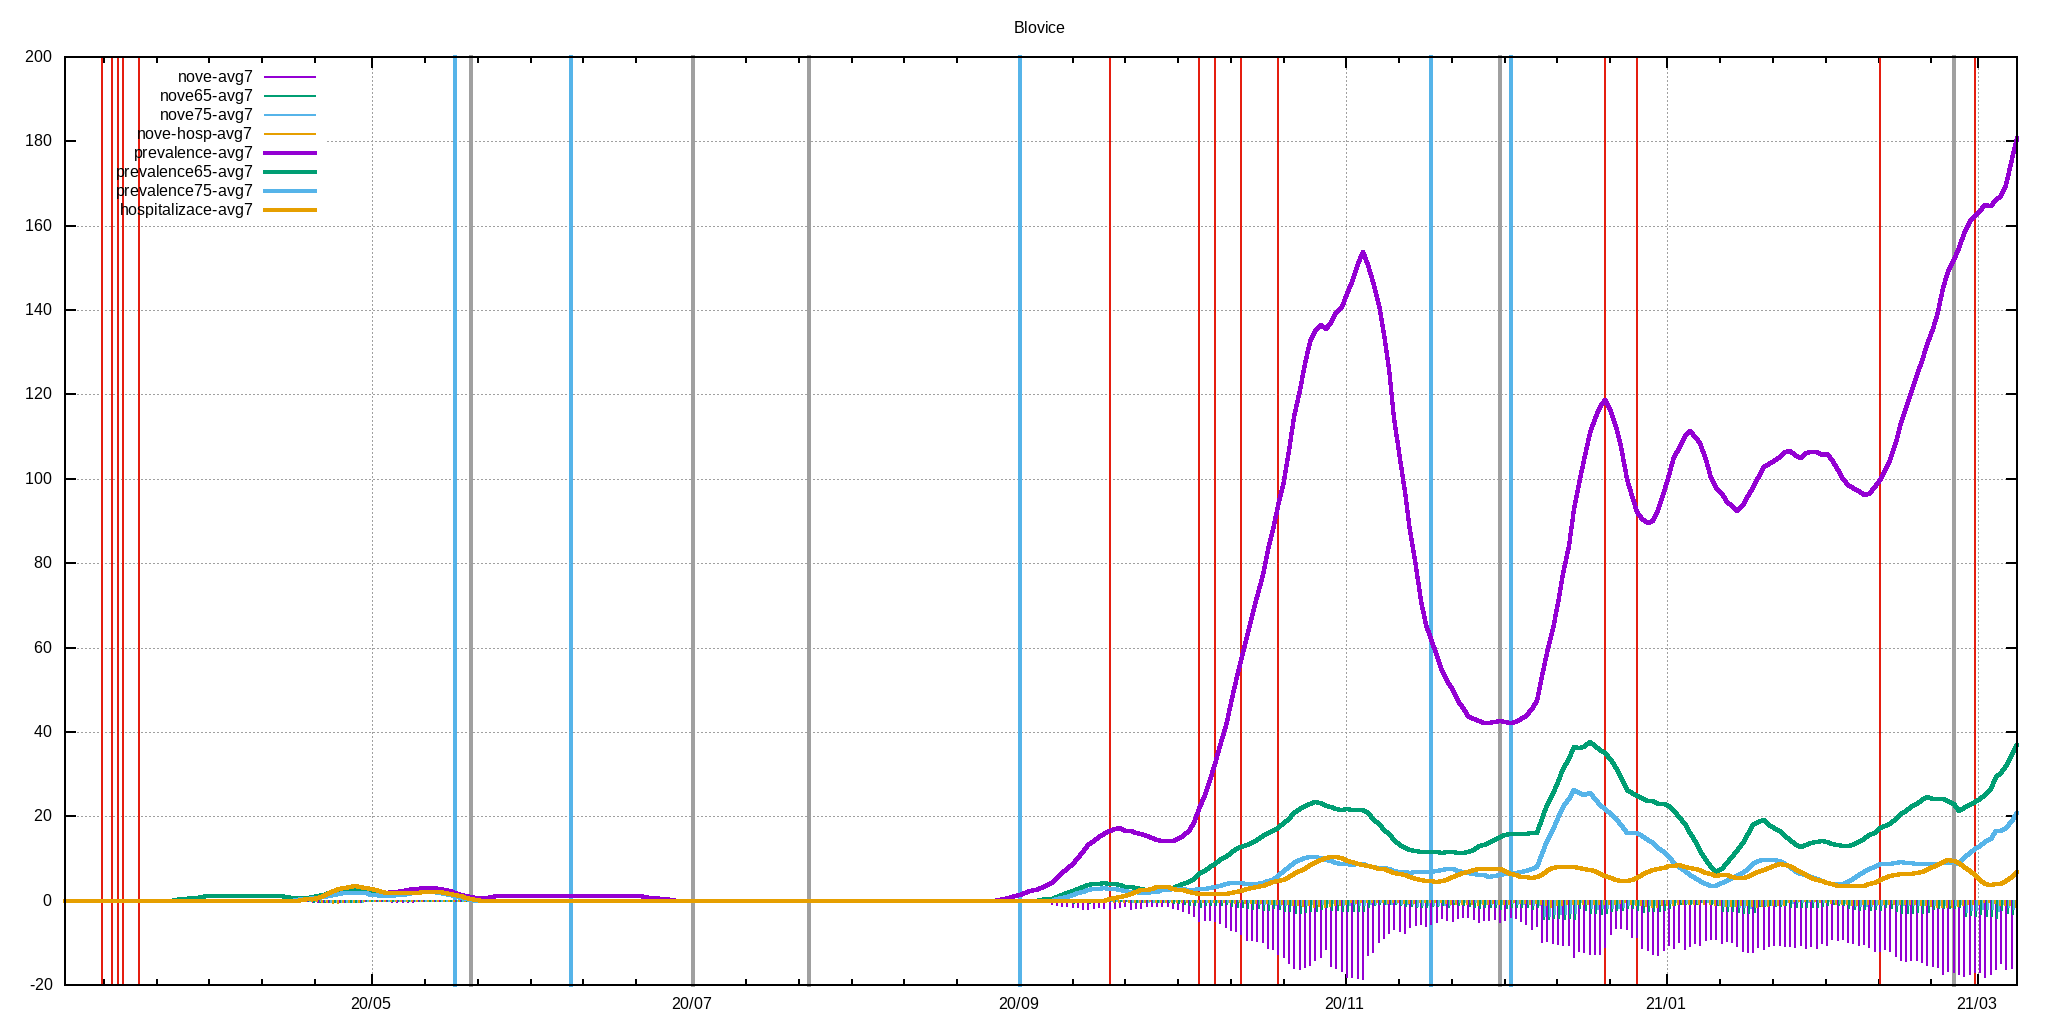 Blovice
200
180
160
140
120
100
80
60
40
20
0
-20
nove-avg7
nove65-avg7
nove75-avg7
nove-hosp-avg7
prevalence-avg7
prevalence65-avg7
prevalence75-avg7
hospitalizace-avg7
20/05
20/07
20/09
20/11
21/01
21/03